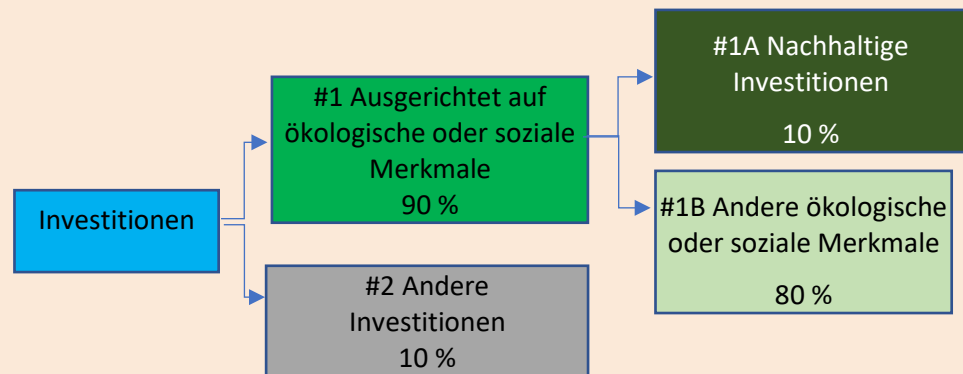 Investitionen
#1 Ausgerichtet auf
ökologische oder soziale
Merkmale
90 %
#2 Andere
Investitionen
10 %
#1A Nachhaltige
Investitionen
10 %
#1B Andere ökologische
oder soziale Merkmale
80 %